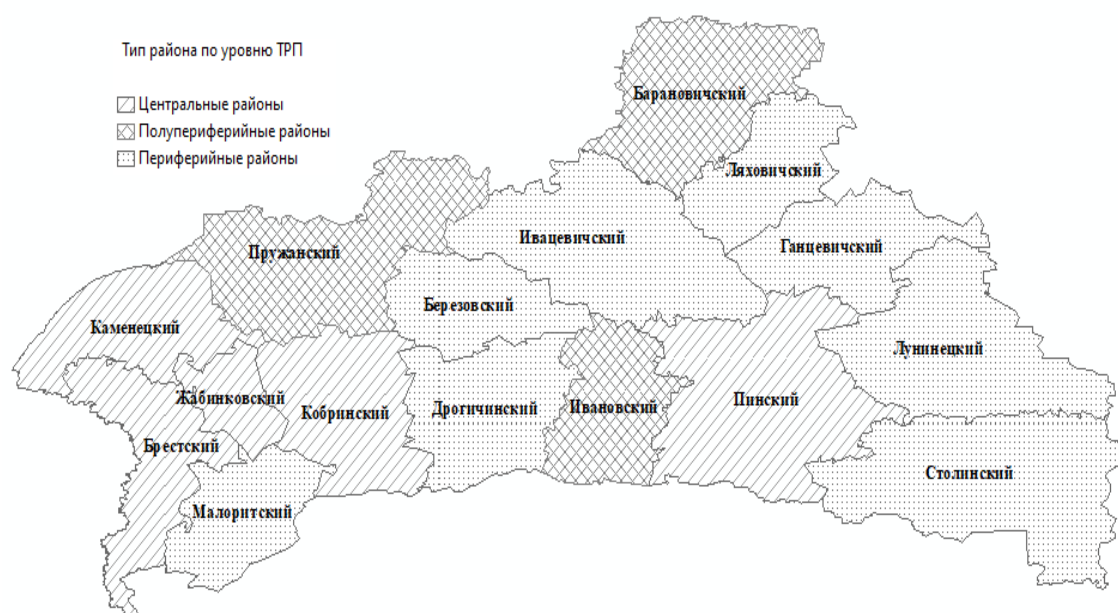 Тип района по уровню ТРП
Центральные районы
Полупериферийные районы
Периферийные районы
Барановичский
Ляховичский
Ивацевичский
Ганцевичский
Пружанский
Березовский
Каменецкий
Лунинецкий
Жабинковский
Кобринский
Дрогичинский
Ивановский
Пинский
Брестский
Столинский
Малоритский